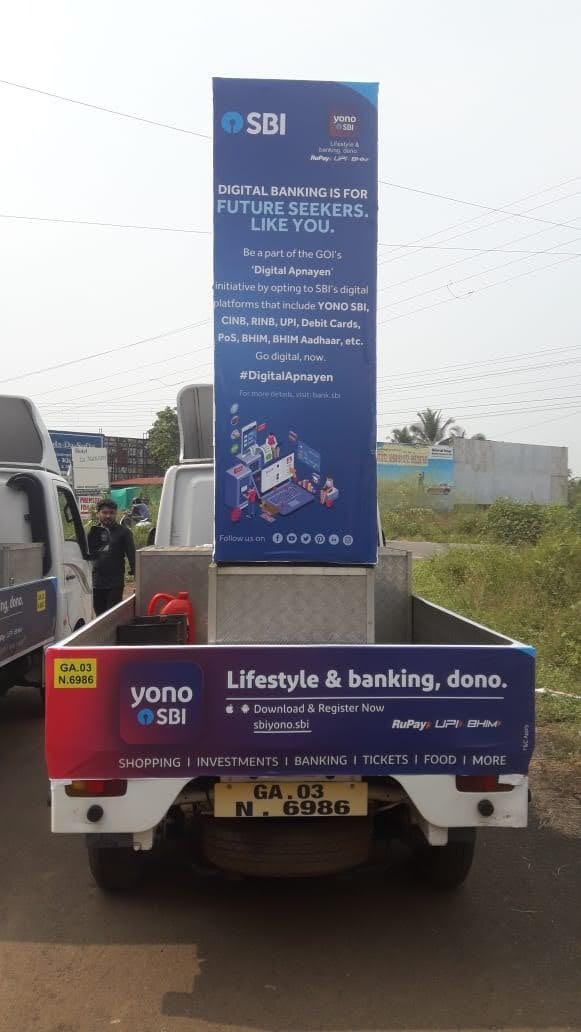 SBI
yono
SBI
Lifestyle &
banking, dono.
RuPay UPI BHIM
DIGITAL BANKING IS FOR
FUTURE SEEKERS.
LIKE YOU.
Be a part of the GOI's
'Digital Apnayen'
initiative by opting to SBI's digital
platforms that include YONO SBI,
CINB, RINB, UPI, Debit Cards,
PoS, BHIM, BHIM Aadhaar, etc.
Go digital, now.
#DigitalApnayen
For more details, visit: bank.sbi
Follow us on
ng, dono.
GA.03
N.6986
yono
SBI
Lifestyle & banking, dono.
Download & Register Now
sbiyono.sbi
RuPay UPI BHIM
SHOPPING I INVESTMENTS I BANKING I TICKETS I FOOD I MORE
T&C Apply
GA.03
N.6986